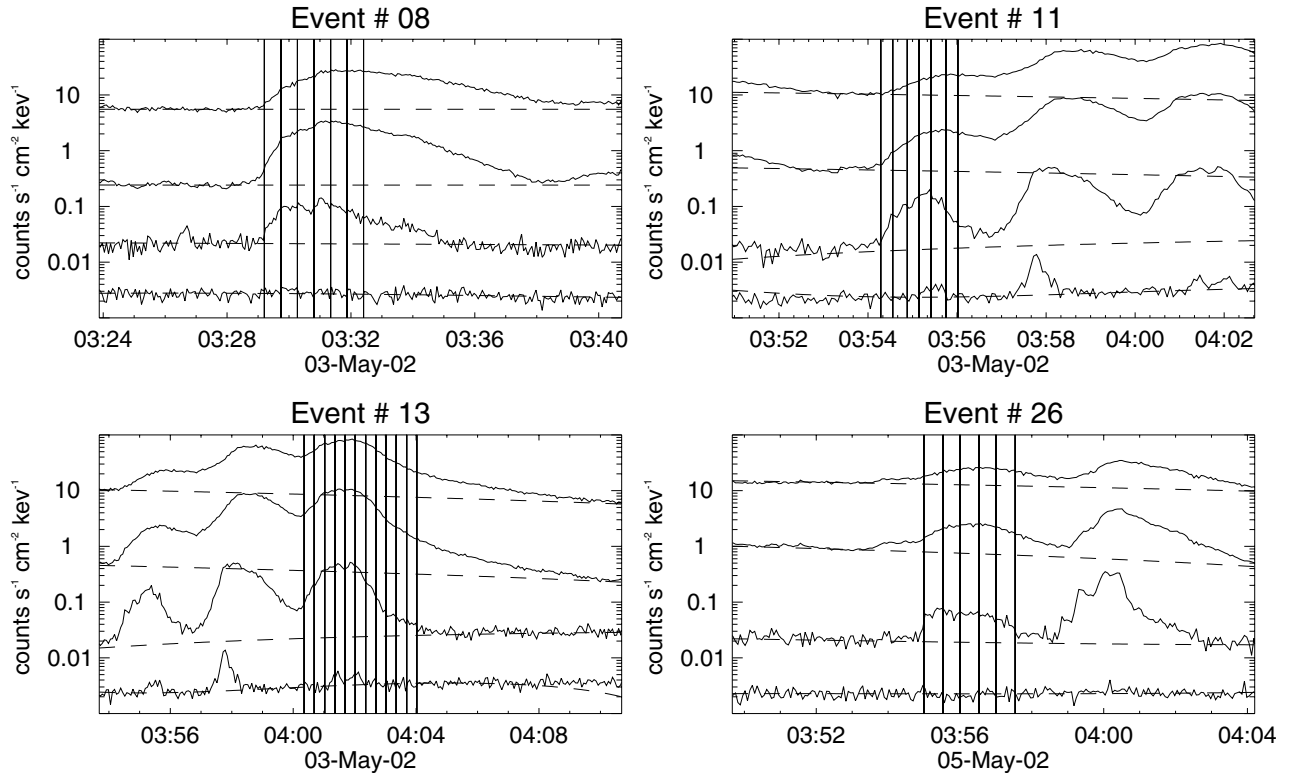 Event # 08
counts s⁻¹ cm⁻² kev⁻¹
10
1
0.1
0.01
03:24 03:28 03:32 03:36 03:40
03-May-02
Event # 11
counts s⁻¹ cm⁻² kev⁻¹
10
1
0.1
0.01
03:52 03:54 03:56 03:58 04:00 04:02
03-May-02
Event # 13
counts s⁻¹ cm⁻² kev⁻¹
10
1
0.1
0.01
03:56 04:00 04:04 04:08
03-May-02
Event # 26
counts s⁻¹ cm⁻² kev⁻¹
10
1
0.1
0.01
03:52 03:56 04:00 04:04
05-May-02